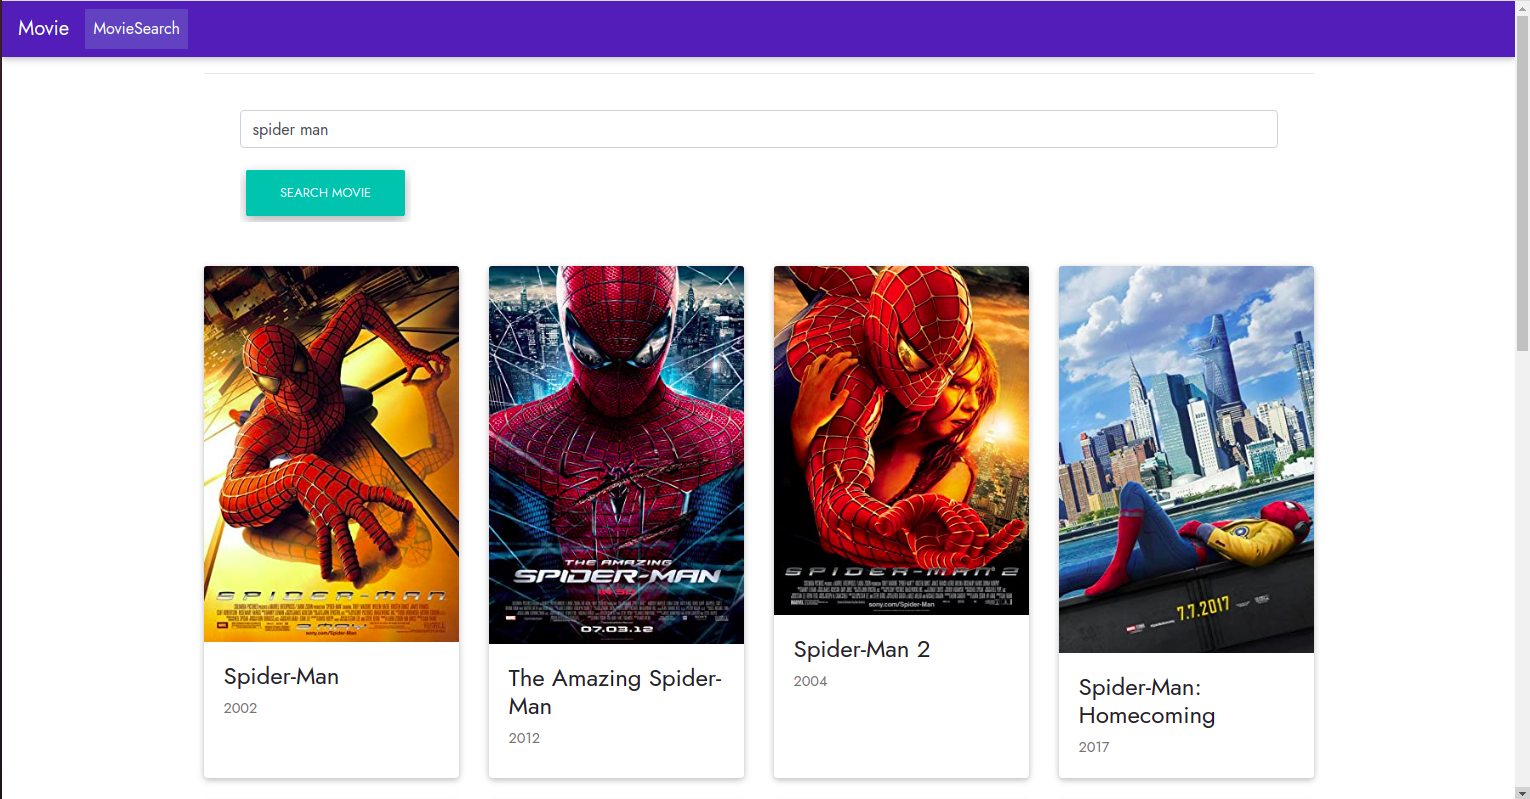 Movie MovieSearch
spider man
SEARCH MOVIE
SPIDER-MAN
sony.com/Spider-Man
THE AMAZING
SPIDER-MAN
IN 3D
07.03.12
SPIDER-MAN 2
sony.com/Spider-Man
7.7.2017
Spider-Man
2002
The Amazing Spider-
Man
2012
Spider-Man 2
2004
Spider-Man:
Homecoming
2017